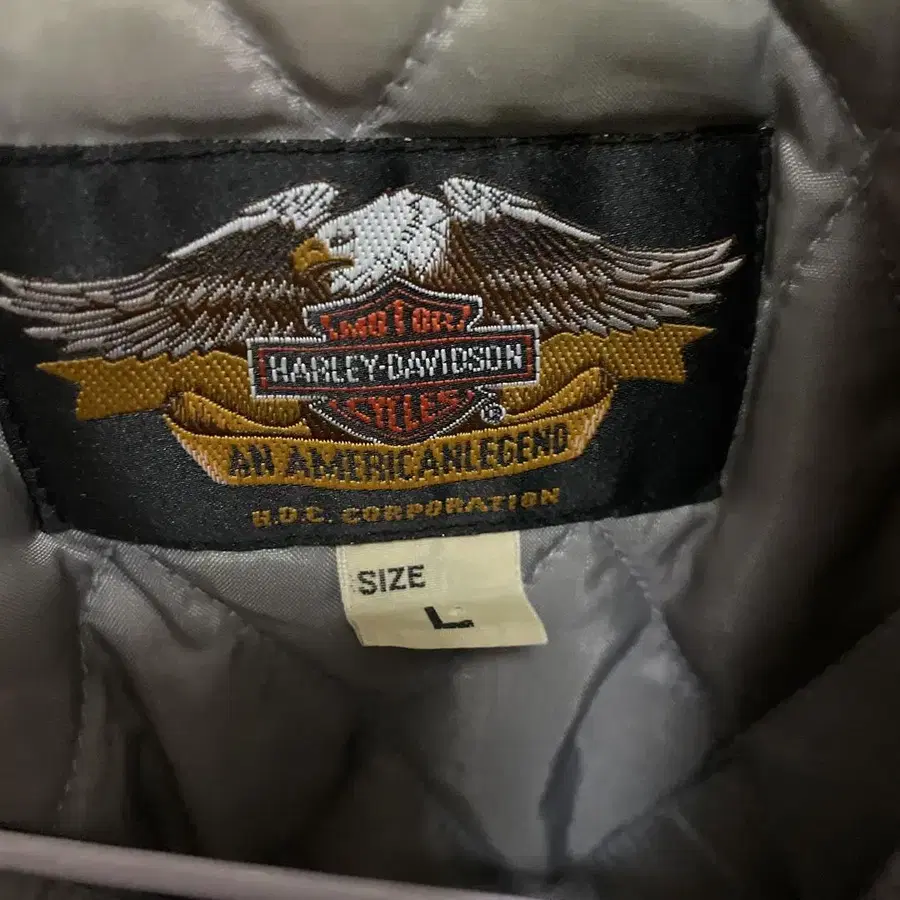 MOTOR
HARLEY-DAVIDSON
CYCLES
®
AN AMERICAN LEGEND
H.D.C. CORPORATION
SIZE
L